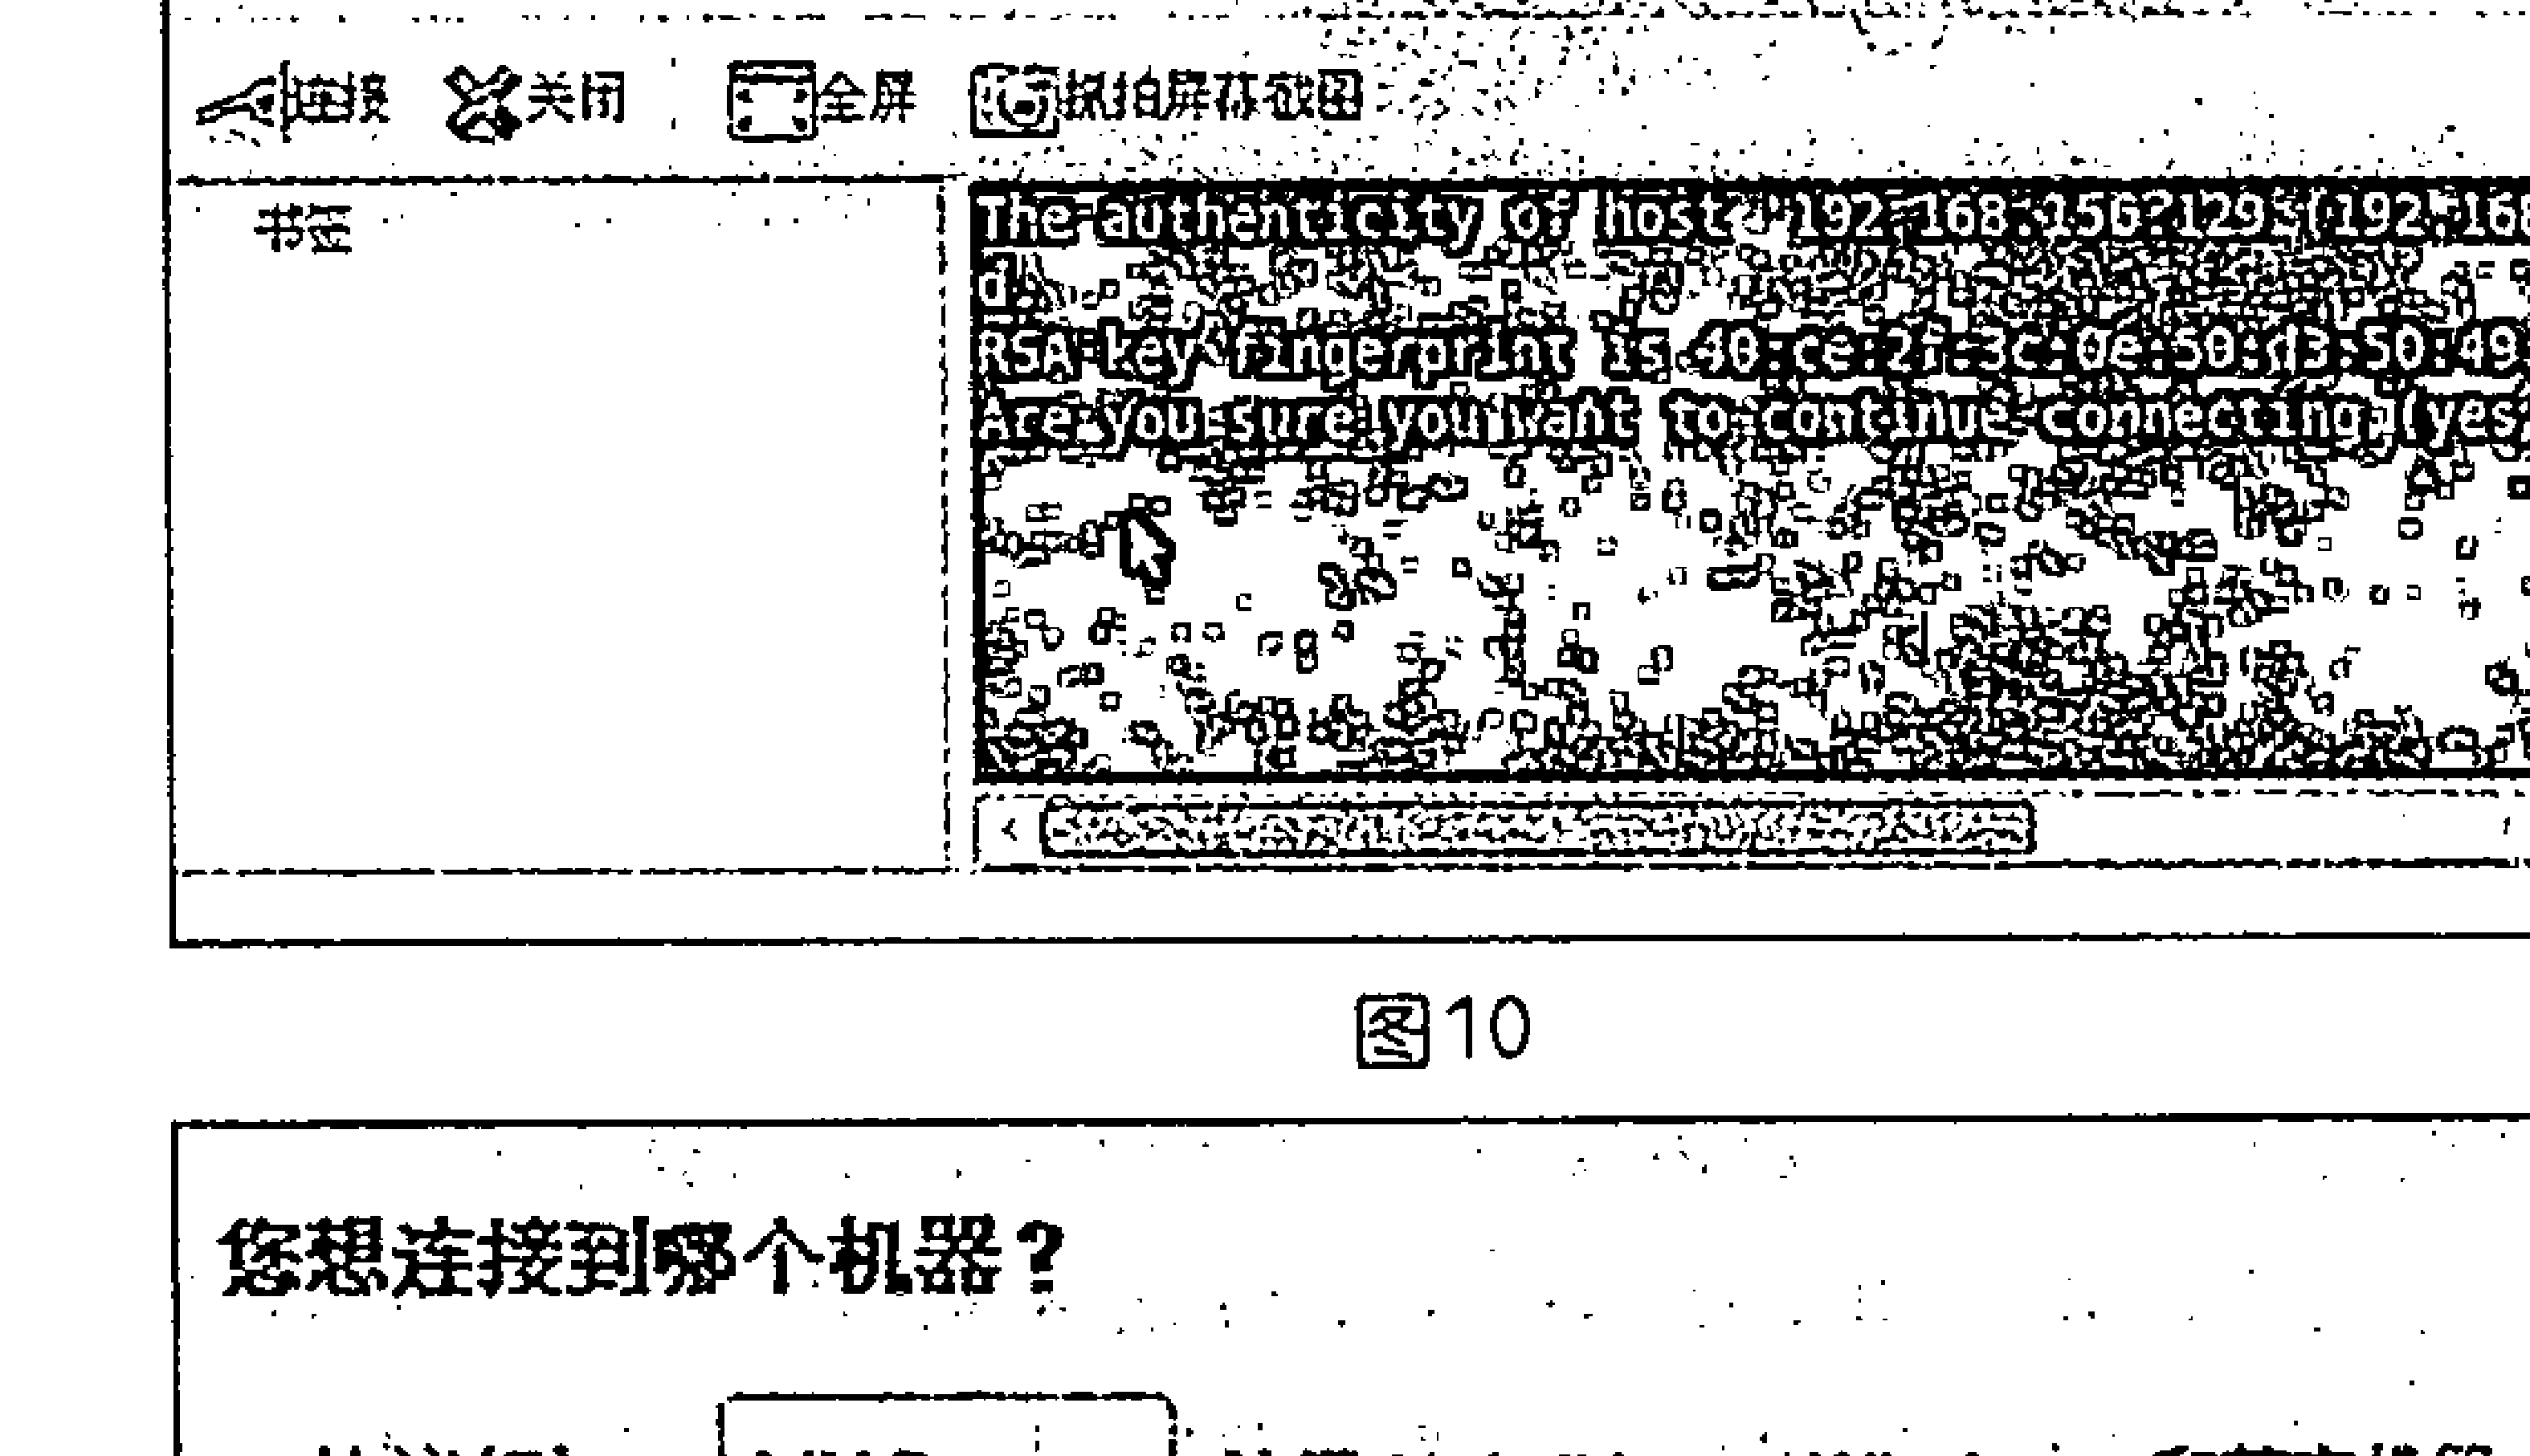 连接 关闭 全屏 抓拍屏幕截图
书签
The authenticity of host '192.168.156.129 (192.168
d.
RSA key fingerprint is 40:ce:2f:3c:0e:50:13:50:49
Are you sure you want to continue connecting (yes/
图10
您想连接到哪个机器?